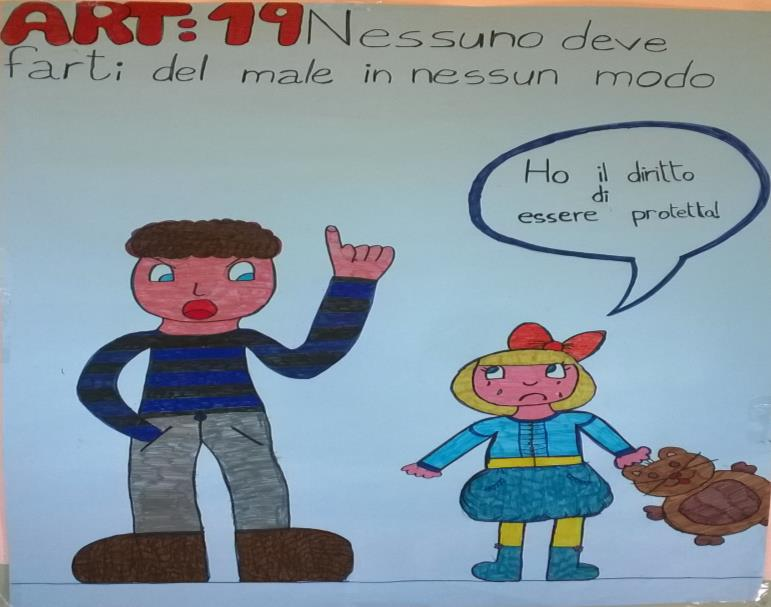 ART: 19 Nessuno deve
farti del male in nessun modo
Ho il diritto
di
essere protetta!